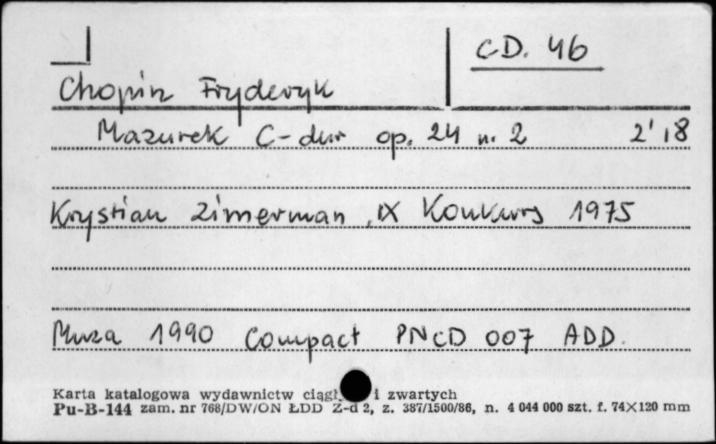 CD. 46
Chopin Fryderyk
Mazurek C-dur op. 24 nr 2 2'18
Krystian Zimerman, IX Konkurs 1975
Muza 1990 Compact PNCD 007 ADD.
Karta katalogowa wydawnictw ciągł i zwartych
Pu-B-144 zam. nr 768/DW/ON ŁDD Z-d 2, z. 387/1500/86, n. 4 044 000 szt. f. 74×120 mm